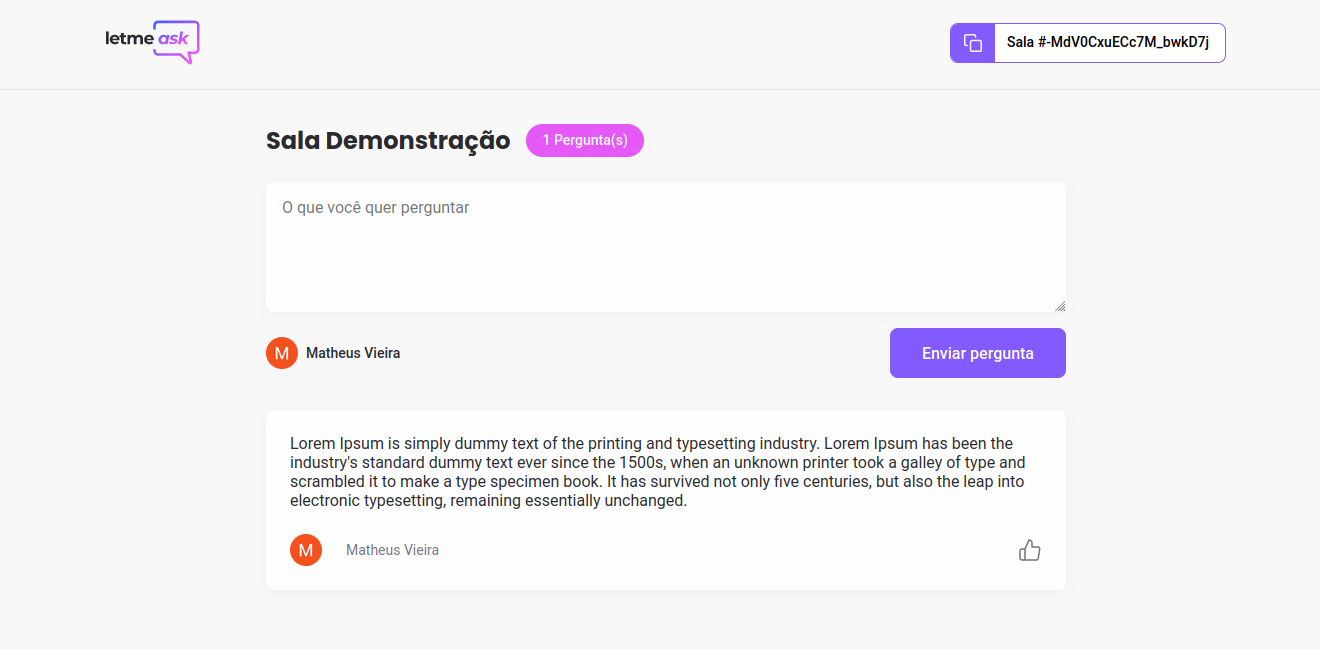 letme ask
Sala #-MdV0CxuECc7M_bwkD7j
Sala Demonstração
1 Pergunta(s)
O que você quer perguntar
M
Matheus Vieira
Enviar pergunta
Lorem Ipsum is simply dummy text of the printing and typesetting industry. Lorem Ipsum has been the
industry's standard dummy text ever since the 1500s, when an unknown printer took a galley of type and
scrambled it to make a type specimen book. It has survived not only five centuries, but also the leap into
electronic typesetting, remaining essentially unchanged.
M
Matheus Vieira